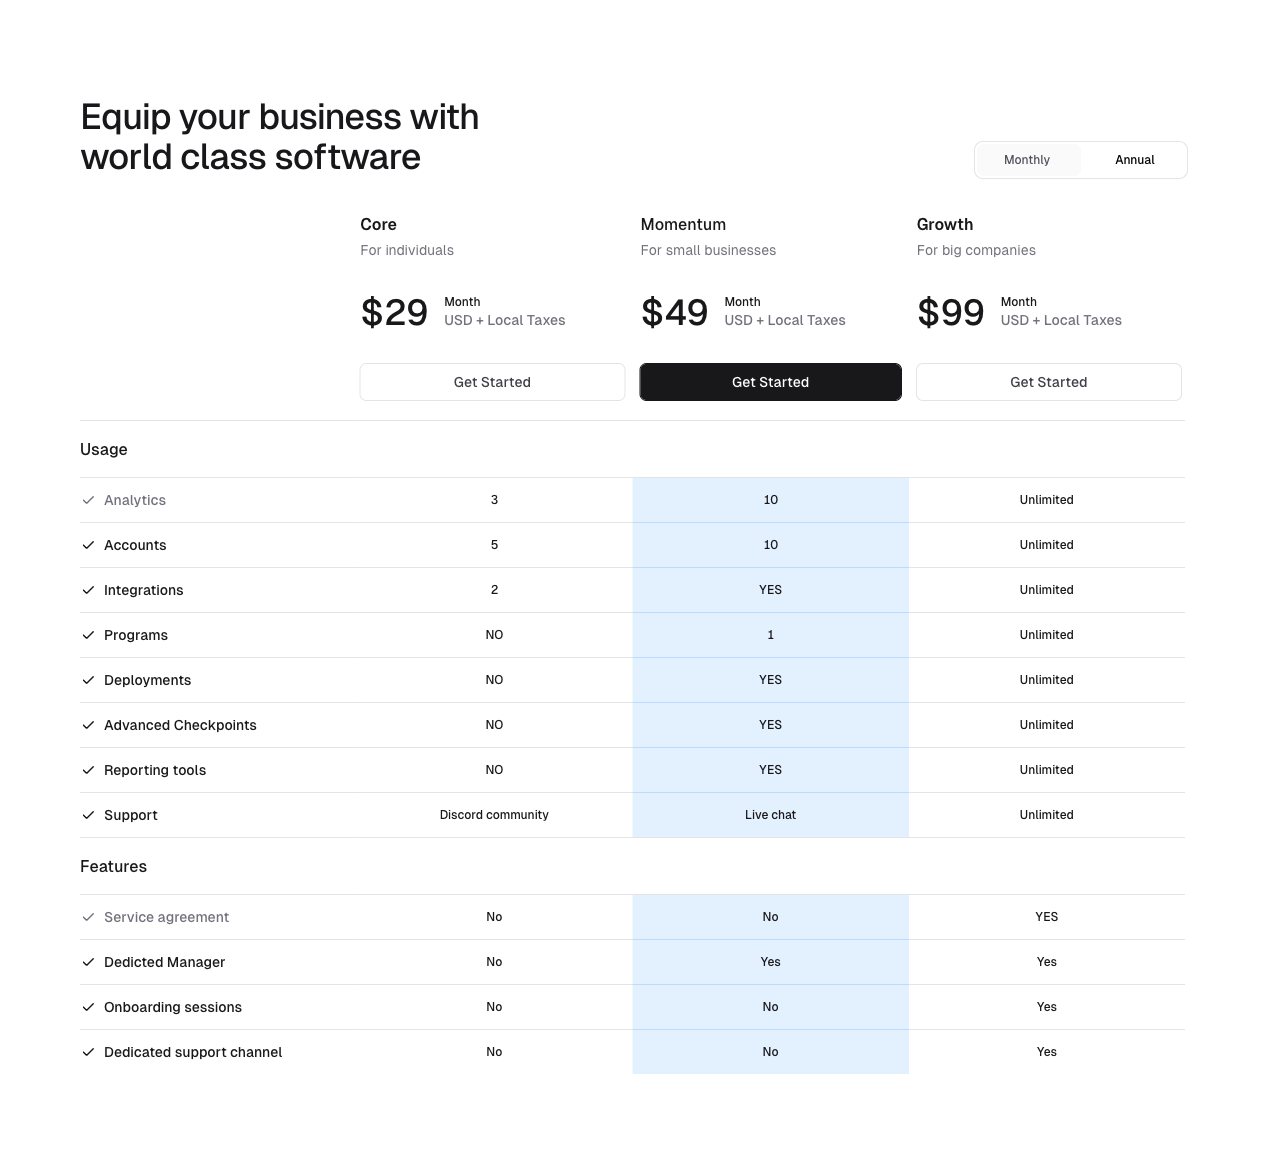 Equip your business with
world class software
Monthly Annual
Core Momentum Growth
For individuals For small businesses For big companies
$29 Month USD + Local Taxes $49 Month USD + Local Taxes $99 Month USD + Local Taxes
Get Started Get Started Get Started
Usage
Analytics 3 10 Unlimited
Accounts 5 10 Unlimited
Integrations 2 YES Unlimited
Programs NO 1 Unlimited
Deployments NO YES Unlimited
Advanced Checkpoints NO YES Unlimited
Reporting tools NO YES Unlimited
Support Discord community Live chat Unlimited
Features
Service agreement No No YES
Dedicted Manager No Yes Yes
Onboarding sessions No No Yes
Dedicated support channel No No Yes